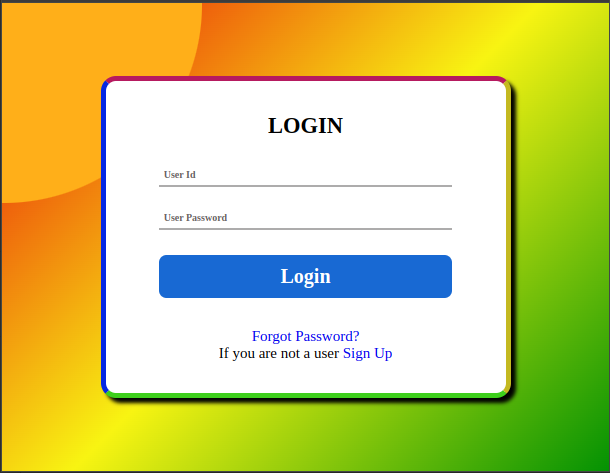 LOGIN
User Id
User Password
Login
Forgot Password?
If you are not a user Sign Up